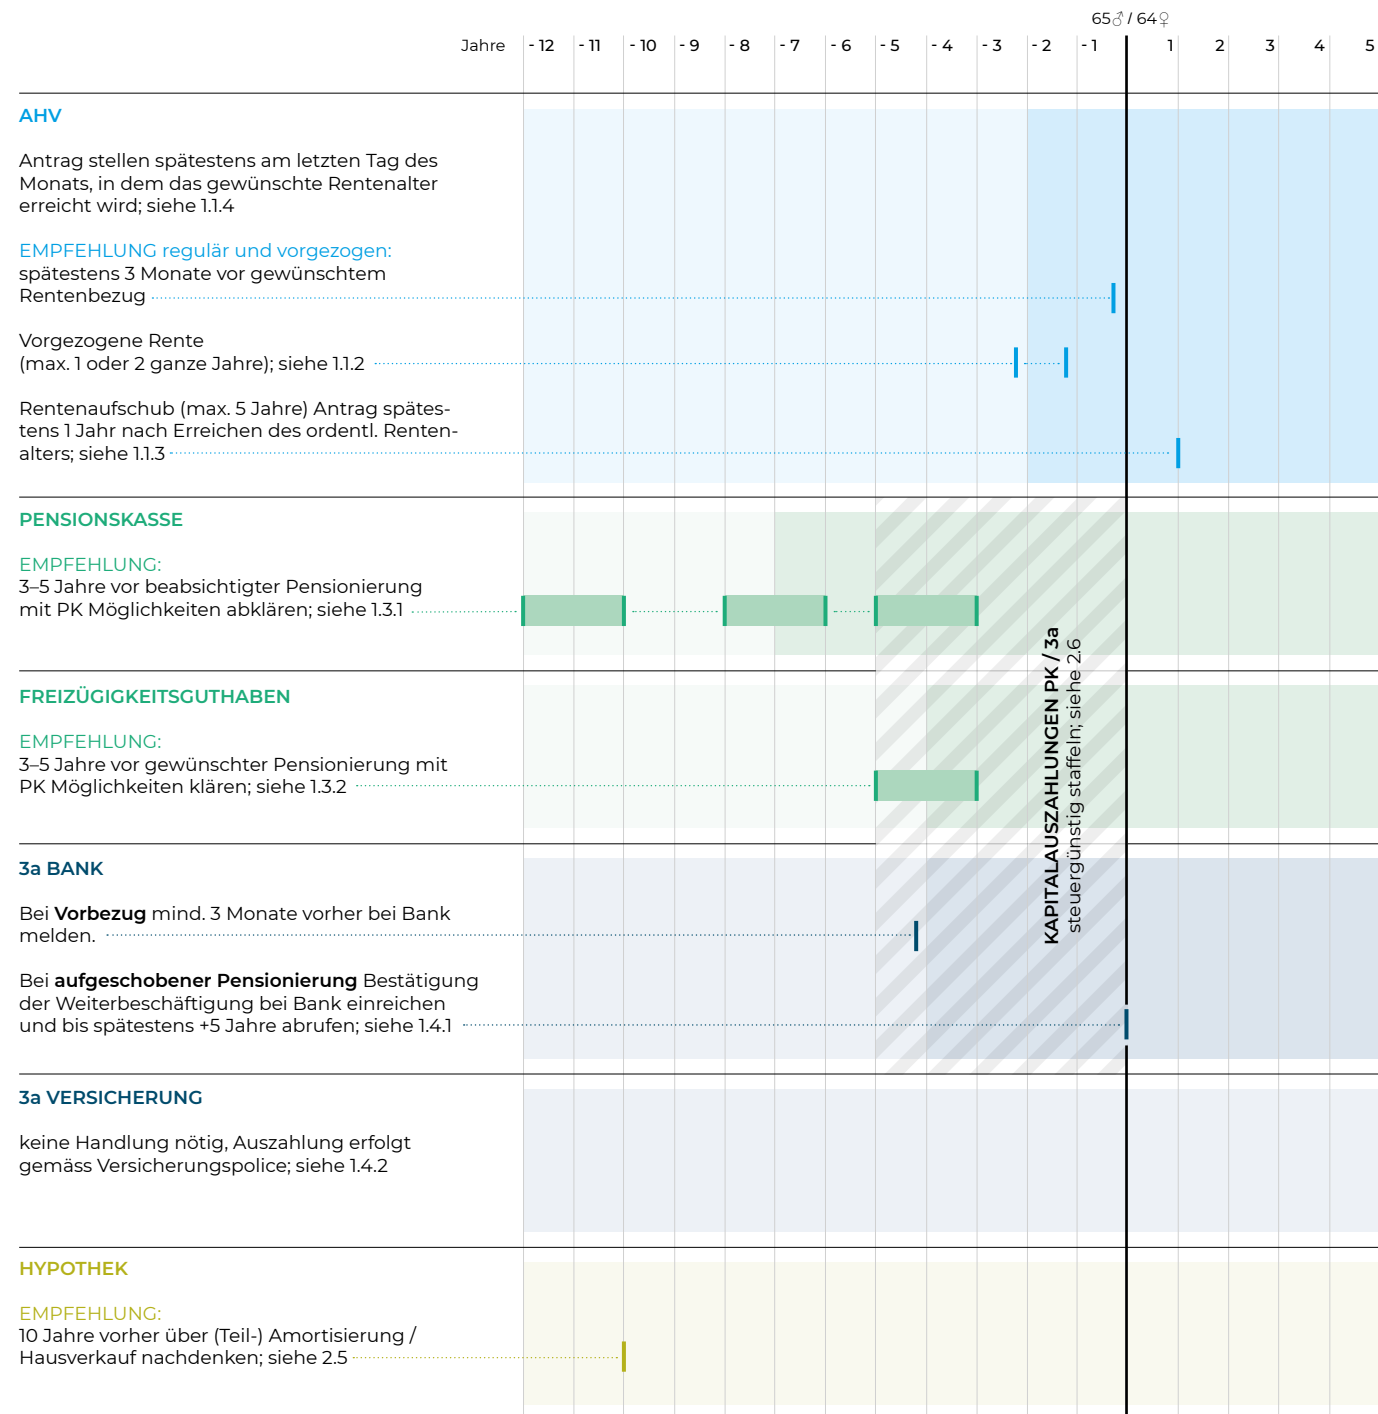 65♂ / 64♀
Jahre - 12 - 11 - 10 - 9 - 8 - 7 - 6 - 5 - 4 - 3 - 2 - 1 1 2 3 4 5
AHV
Antrag stellen spätestens am letzten Tag des
Monats, in dem das gewünschte Rentenalter
erreicht wird; siehe 1.1.4
EMPFEHLUNG regulär und vorgezogen:
spätestens 3 Monate vor gewünschtem
Rentenbezug
Vorgezogene Rente
(max. 1 oder 2 ganze Jahre); siehe 1.1.2
Rentenaufschub (max. 5 Jahre) Antrag spätes-
tens 1 Jahr nach Erreichen des ordentl. Renten-
alters; siehe 1.1.3
PENSIONSKASSE
EMPFEHLUNG:
3–5 Jahre vor beabsichtigter Pensionierung
mit PK Möglichkeiten abklären; siehe 1.3.1
FREIZÜGIGKEITSGUTHABEN
EMPFEHLUNG:
3–5 Jahre vor gewünschter Pensionierung mit
PK Möglichkeiten klären; siehe 1.3.2
KAPITALAUSZAHLUNGEN PK / 3a
steuergünstig staffeln; siehe 2.6
3a BANK
Bei Vorbezug mind. 3 Monate vorher bei Bank
melden.
Bei aufgeschobener Pensionierung Bestätigung
der Weiterbeschäftigung bei Bank einreichen
und bis spätestens +5 Jahre abrufen; siehe 1.4.1
3a VERSICHERUNG
keine Handlung nötig, Auszahlung erfolgt
gemäss Versicherungspolice; siehe 1.4.2
HYPOTHEK
EMPFEHLUNG:
10 Jahre vorher über (Teil-) Amortisierung /
Hausverkauf nachdenken; siehe 2.5